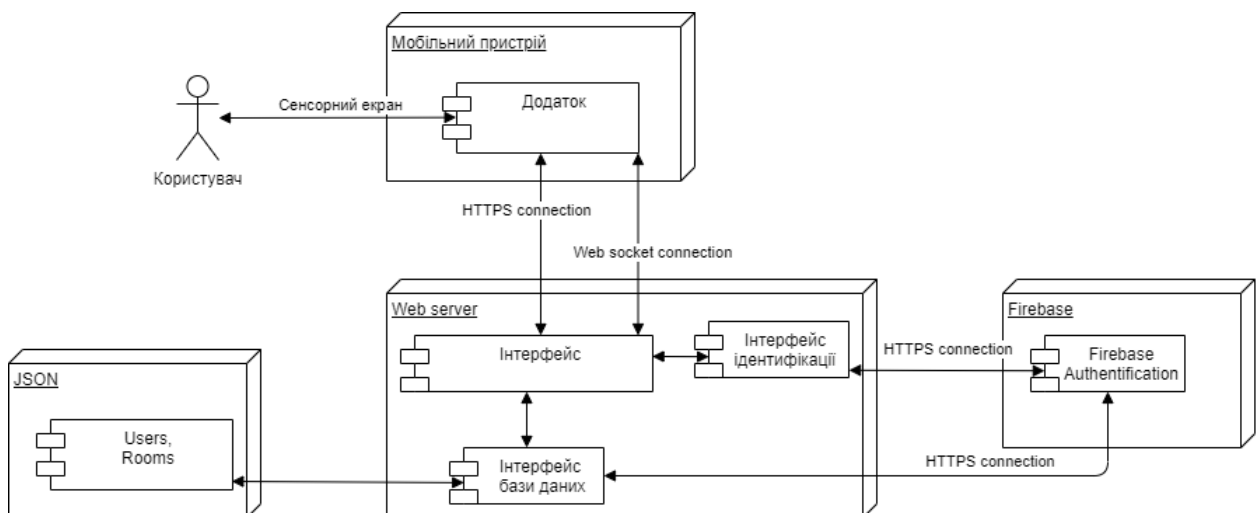 Мобільний пристрій
Додаток
Сенсорний екран
Користувач
HTTPS connection
Web socket connection
Web server
Інтерфейс
Інтерфейс
ідентифікації
HTTPS connection
Firebase
Firebase
Authentification
JSON
Users,
Rooms
Інтерфейс
бази даних
HTTPS connection